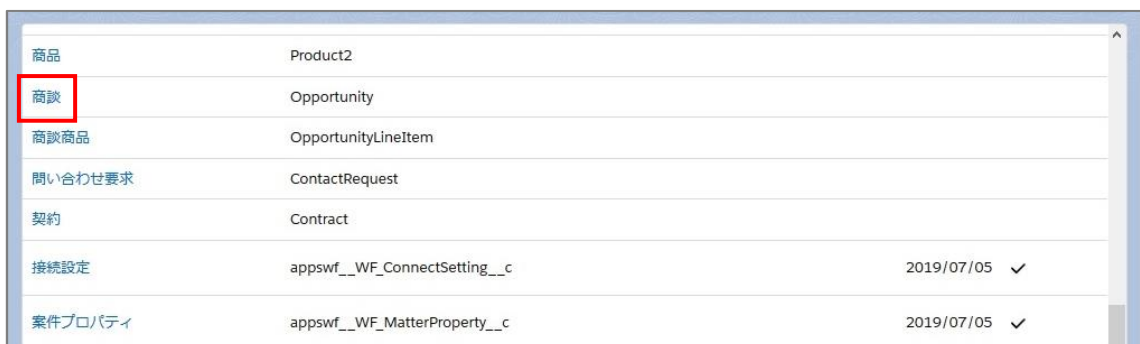 商品 Product2
商談 Opportunity
商談商品 OpportunityLineItem
問い合わせ要求 ContactRequest
契約 Contract
接続設定 appswf__WF_ConnectSetting__c 2019/07/05 ✓
案件プロパティ appswf__WF_MatterProperty__c 2019/07/05 ✓